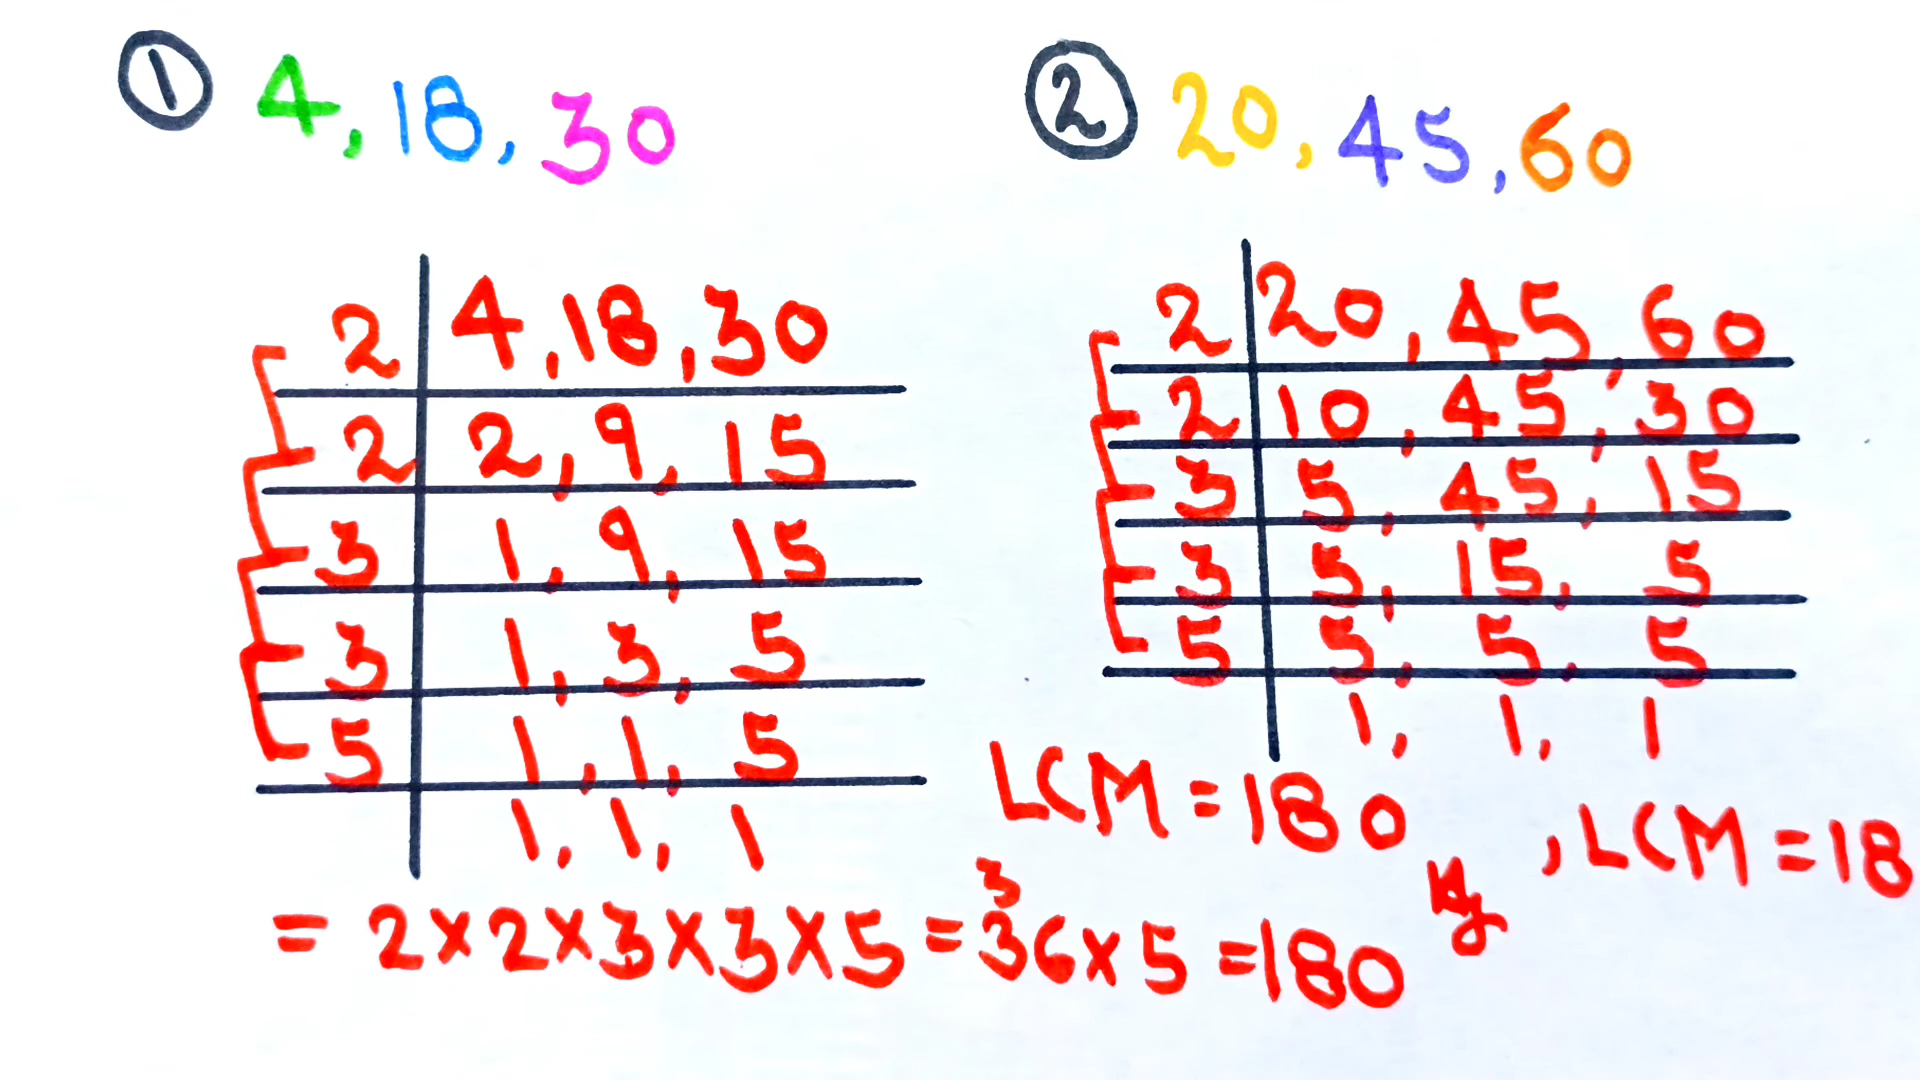 ① 4, 18, 30
2 | 4, 18, 30
2 | 2, 9, 15
3 | 1, 9, 15
3 | 1, 3, 5
5 | 1, 1, 5
1, 1, 1
= 2×2×3×3×5 = 36×5 = 180
3
② 20, 45, 60
2 | 20, 45, 60
2 | 10, 45, 30
3 | 5, 45, 15
3 | 5, 15, 5
5 | 5, 5, 5
1, 1, 1
LCM = 180
, LCM = 18